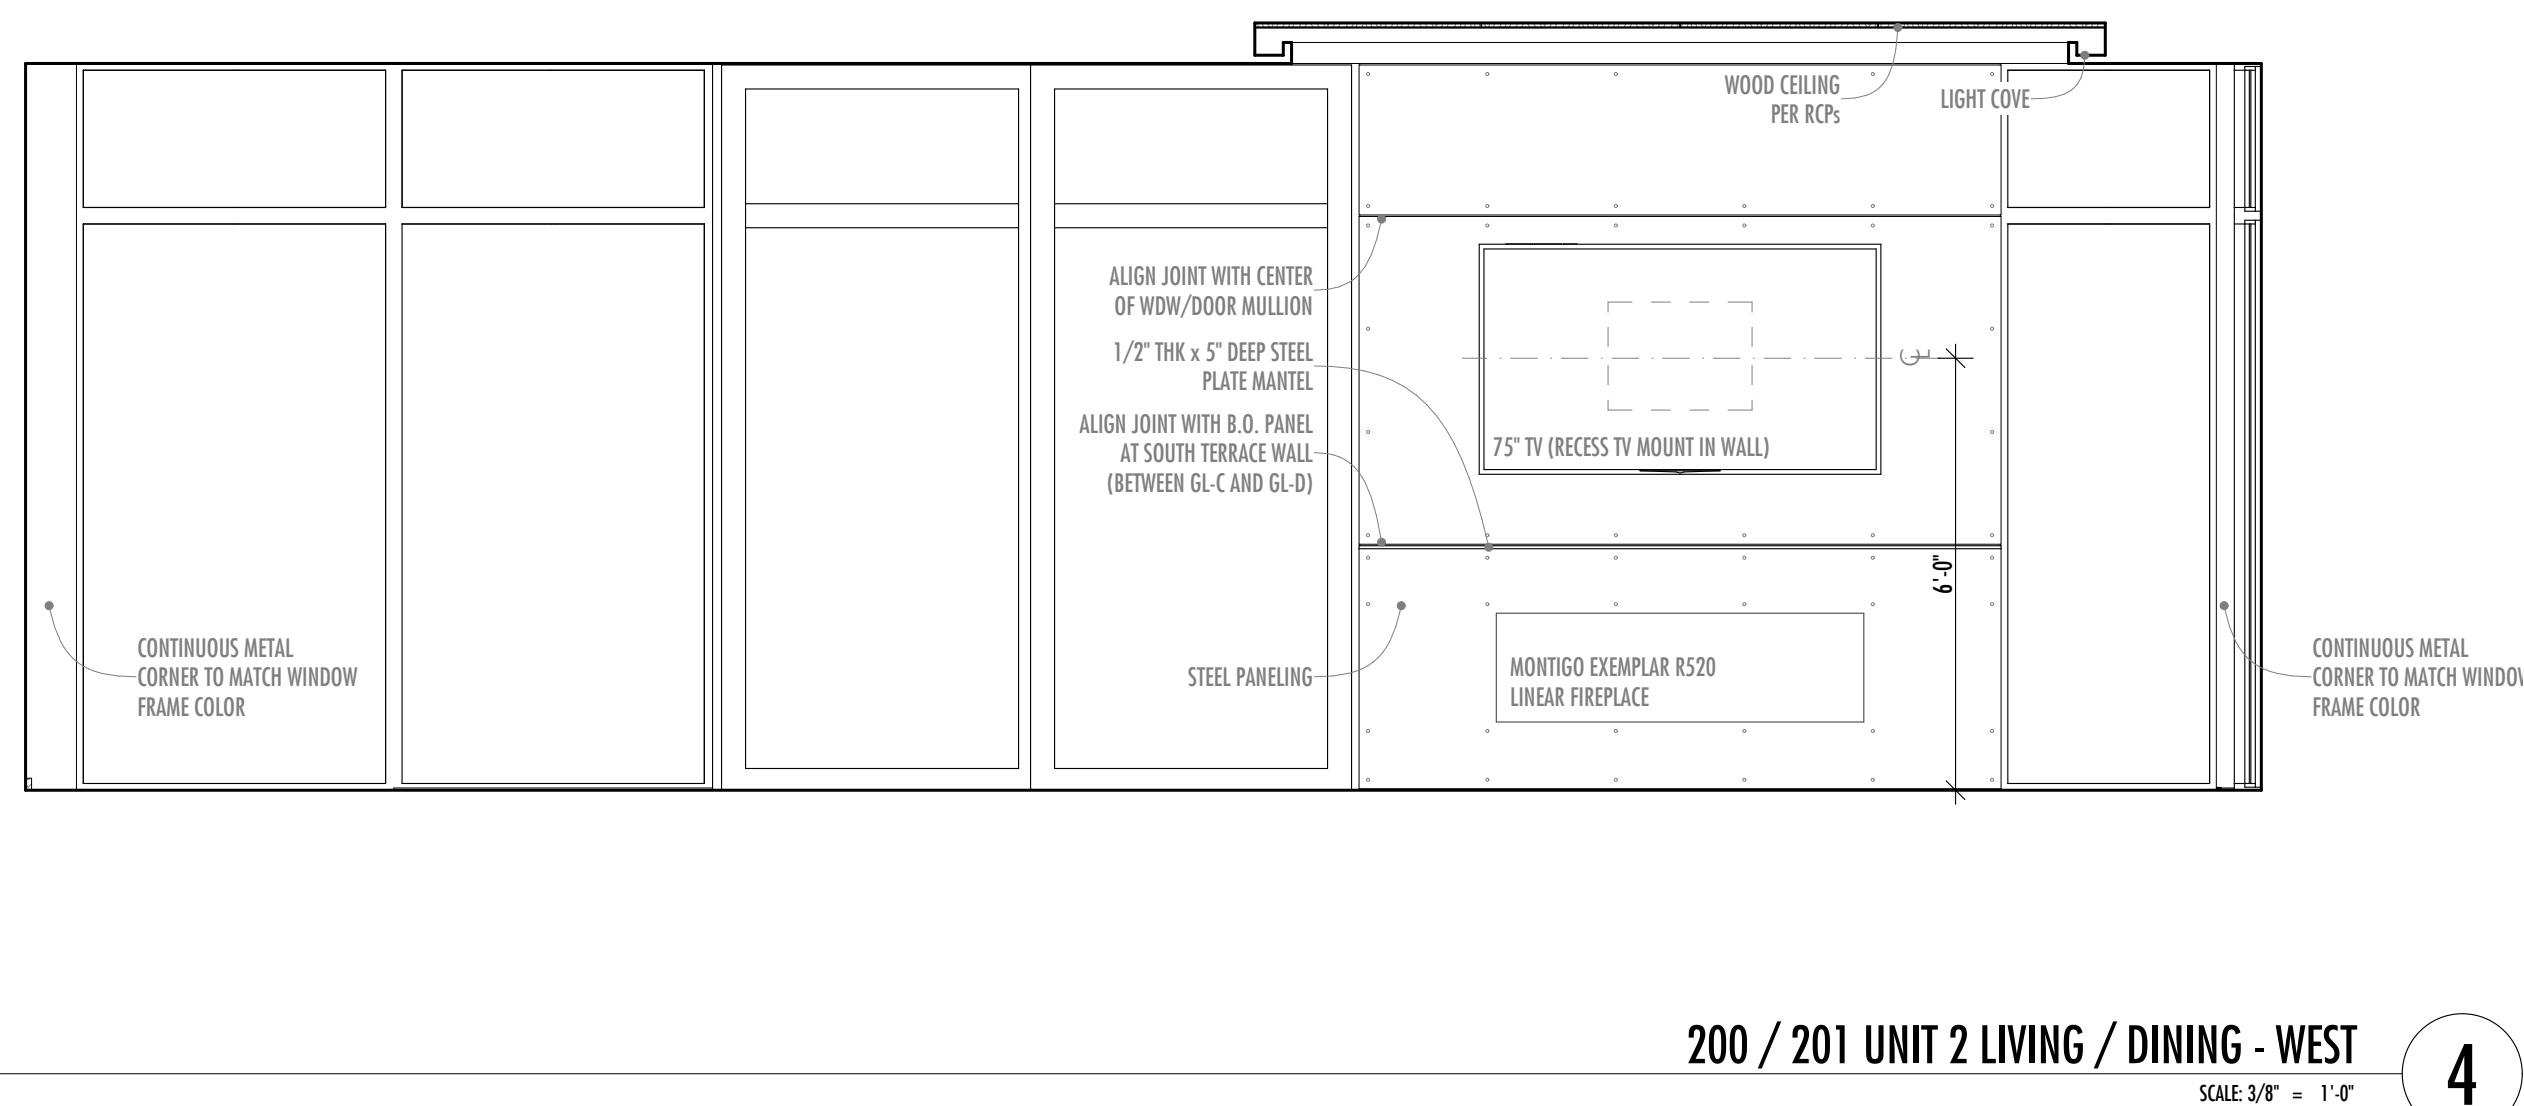 WOOD CEILING
PER RCPs
LIGHT COVE
ALIGN JOINT WITH CENTER
OF WDW/DOOR MULLION
1/2" THK x 5" DEEP STEEL
PLATE MANTEL
ALIGN JOINT WITH B.O. PANEL
AT SOUTH TERRACE WALL
(BETWEEN GL-C AND GL-D)
CL
75" TV (RECESS TV MOUNT IN WALL)
6'-0"
CONTINUOUS METAL
CORNER TO MATCH WINDOW
FRAME COLOR
STEEL PANELING
MONTIGO EXEMPLAR R520
LINEAR FIREPLACE
CONTINUOUS METAL
CORNER TO MATCH WINDOW
FRAME COLOR
200 / 201 UNIT 2 LIVING / DINING - WEST
SCALE: 3/8" = 1'-0"
4